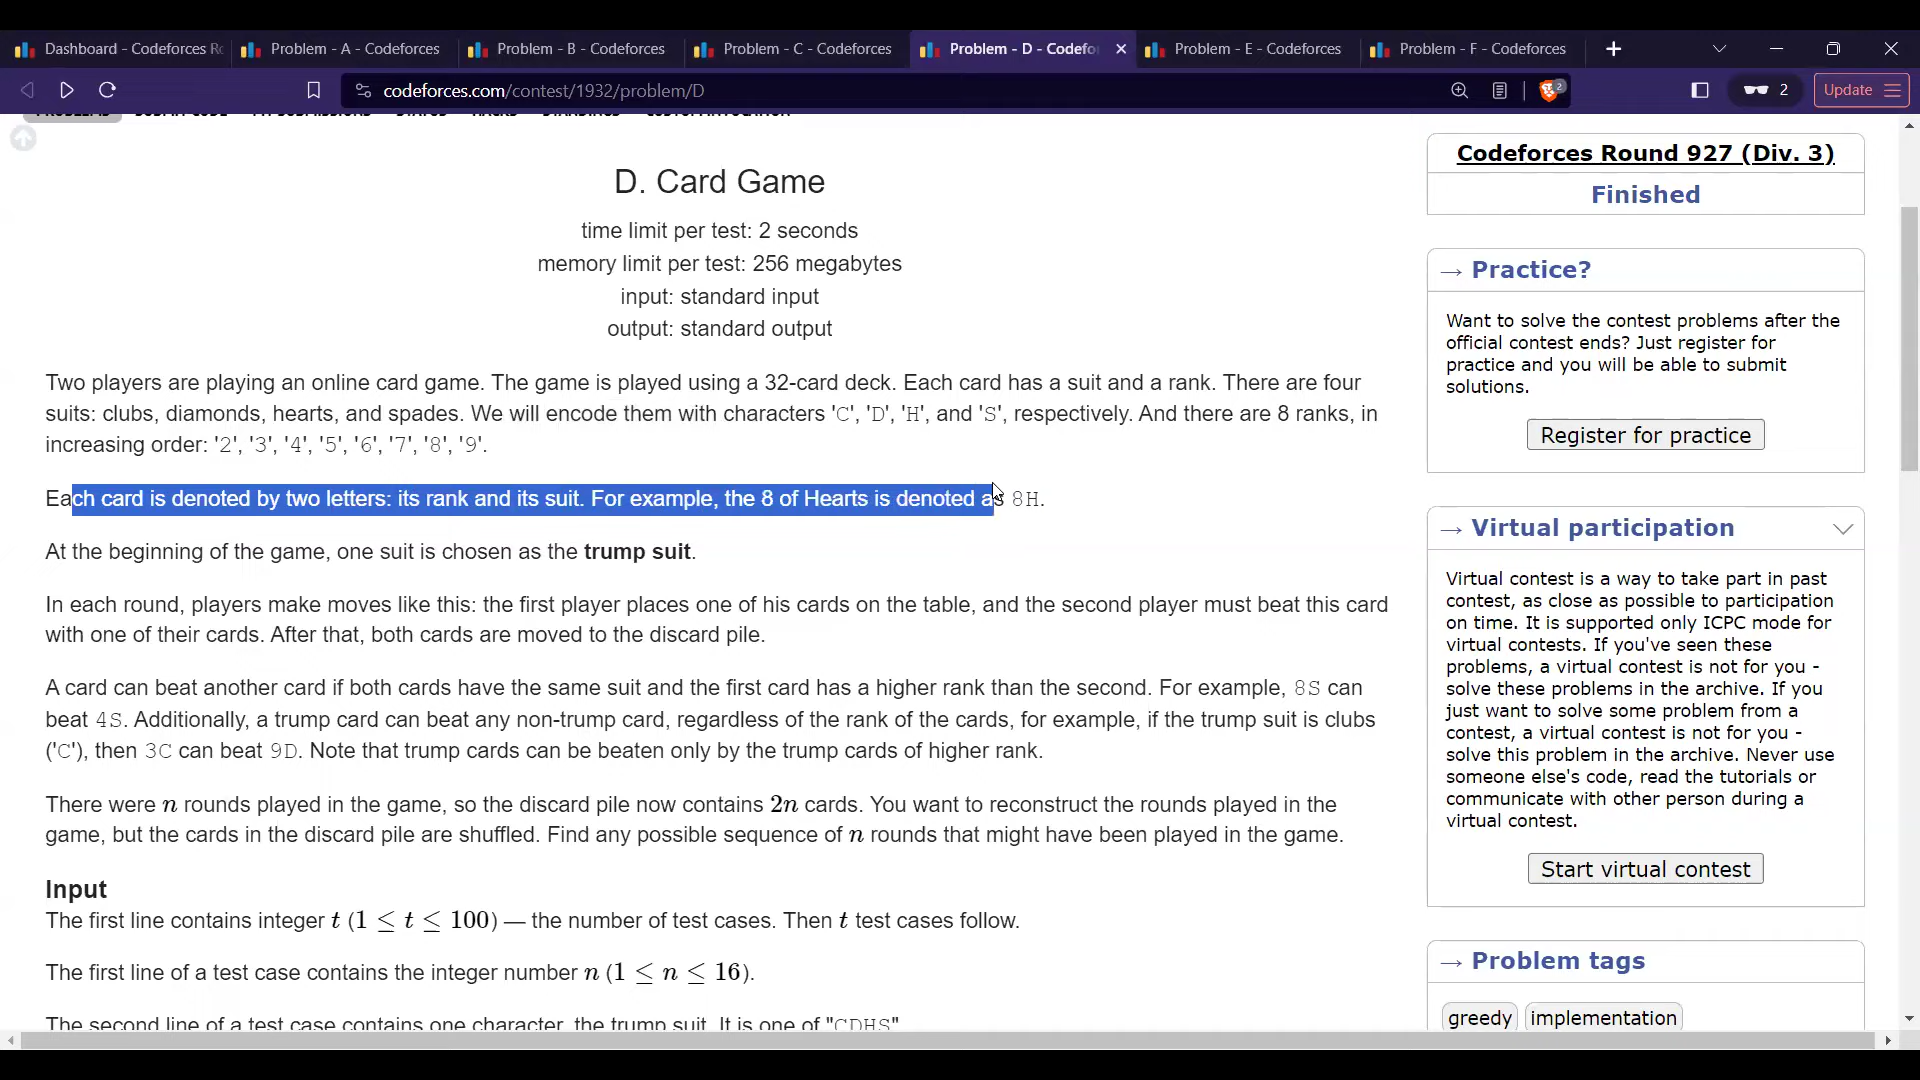 Dashboard - Codeforces Ro
Problem - A - Codeforces
Problem - B - Codeforces
Problem - C - Codeforces
Problem - D - Codefo
Problem - E - Codeforces
Problem - F - Codeforces
codeforces.com/contest/1932/problem/D
2
2
Update
D. Card Game
time limit per test: 2 seconds
memory limit per test: 256 megabytes
input: standard input
output: standard output
Two players are playing an online card game. The game is played using a 32-card deck. Each card has a suit and a rank. There are four
suits: clubs, diamonds, hearts, and spades. We will encode them with characters 'C', 'D', 'H', and 'S', respectively. And there are 8 ranks, in
increasing order: '2', '3', '4', '5', '6', '7', '8', '9'.
Each card is denoted by two letters: its rank and its suit. For example, the 8 of Hearts is denoted as 8H.
At the beginning of the game, one suit is chosen as the trump suit.
In each round, players make moves like this: the first player places one of his cards on the table, and the second player must beat this card
with one of their cards. After that, both cards are moved to the discard pile.
A card can beat another card if both cards have the same suit and the first card has a higher rank than the second. For example, 8S can
beat 4S. Additionally, a trump card can beat any non-trump card, regardless of the rank of the cards, for example, if the trump suit is clubs
('C'), then 3C can beat 9D. Note that trump cards can be beaten only by the trump cards of higher rank.
There were n rounds played in the game, so the discard pile now contains 2n cards. You want to reconstruct the rounds played in the
game, but the cards in the discard pile are shuffled. Find any possible sequence of n rounds that might have been played in the game.
Input
The first line contains integer t (1 ≤ t ≤ 100) — the number of test cases. Then t test cases follow.
The first line of a test case contains the integer number n (1 ≤ n ≤ 16).
The second line of a test case contains one character, the trump suit. It is one of "CDHS"
Codeforces Round 927 (Div. 3)
Finished
→ Practice?
Want to solve the contest problems after the
official contest ends? Just register for
practice and you will be able to submit
solutions.
Register for practice
→ Virtual participation
Virtual contest is a way to take part in past
contest, as close as possible to participation
on time. It is supported only ICPC mode for
virtual contests. If you've seen these
problems, a virtual contest is not for you -
solve these problems in the archive. If you
just want to solve some problem from a
contest, a virtual contest is not for you -
solve this problem in the archive. Never use
someone else's code, read the tutorials or
communicate with other person during a
virtual contest.
Start virtual contest
→ Problem tags
greedy
implementation